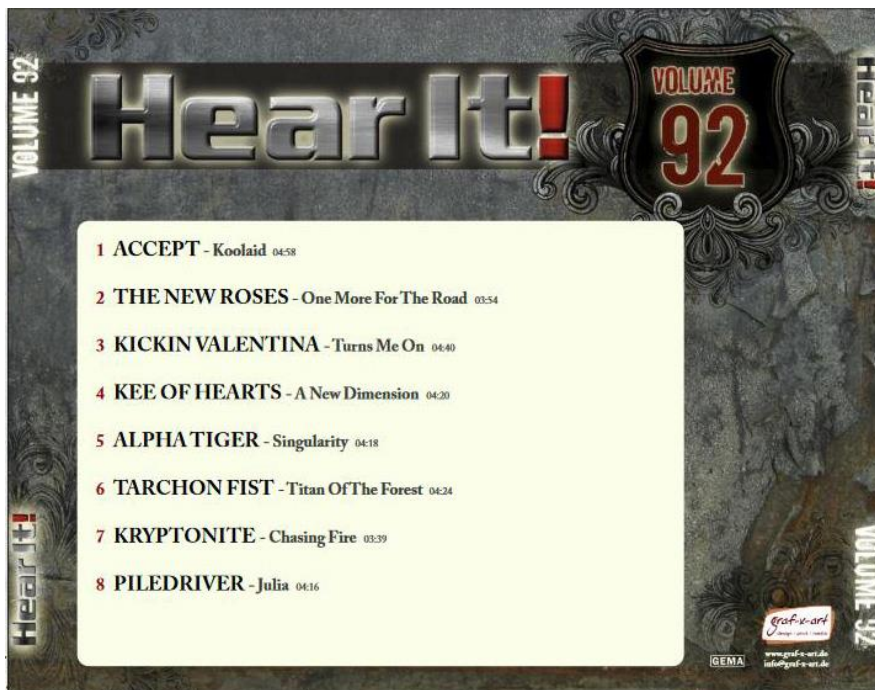 VOLUME 92
Hear It!
VOLUME
92
Hear It!
1 ACCEPT - Koolaid 04:58
2 THE NEW ROSES - One More For The Road 03:54
3 KICKIN VALENTINA - Turns Me On 04:40
4 KEE OF HEARTS - A New Dimension 04:20
5 ALPHA TIGER - Singularity 04:18
6 TARCHON FIST - Titan Of The Forest 04:24
7 KRYPTONITE - Chasing Fire 03:39
8 PILEDRIVER - Julia 04:16
Hear It!
VOLUME 92
graf-x-art
design | print | media
GEMA
www.graf-x-art.de
info@graf-x-art.de